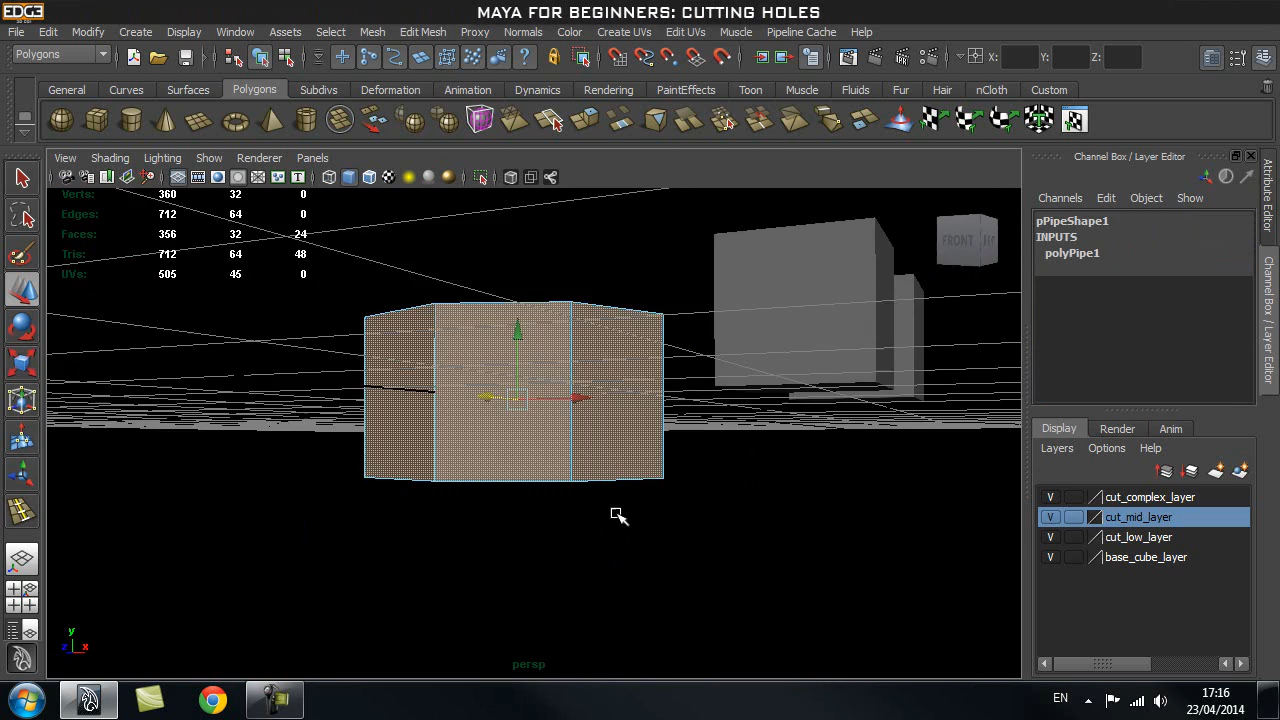 EDGE
MAYA FOR BEGINNERS: CUTTING HOLES
File Edit Modify Create Display Window Assets Select Mesh Edit Mesh Proxy Normals Color Create UVs Edit UVs Muscle Pipeline Cache Help
Polygons
X: Y: Z:
General Curves Surfaces Polygons Subdivs Deformation Animation Dynamics Rendering PaintEffects Toon Muscle Fluids Fur Hair nCloth Custom
View Shading Lighting Show Renderer Panels
Verts: 360 32 0
Edges: 712 64 0
Faces: 356 32 24
Tris: 712 64 48
UVs: 505 45 0
FRONT
persp
y
z x
Channel Box / Layer Editor
Channels Edit Object Show
pPipeShape1
INPUTS
polyPipe1
Display Render Anim
Layers Options Help
V cut_complex_layer
V cut_mid_layer
V cut_low_layer
V base_cube_layer
Attribute Editor
Channel Box / Layer Editor
EN
17:16
23/04/2014